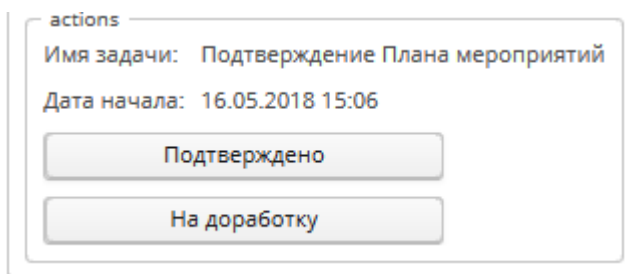 actions
Имя задачи: Подтверждение Плана мероприятий
Дата начала: 16.05.2018 15:06
Подтверждено
На доработку